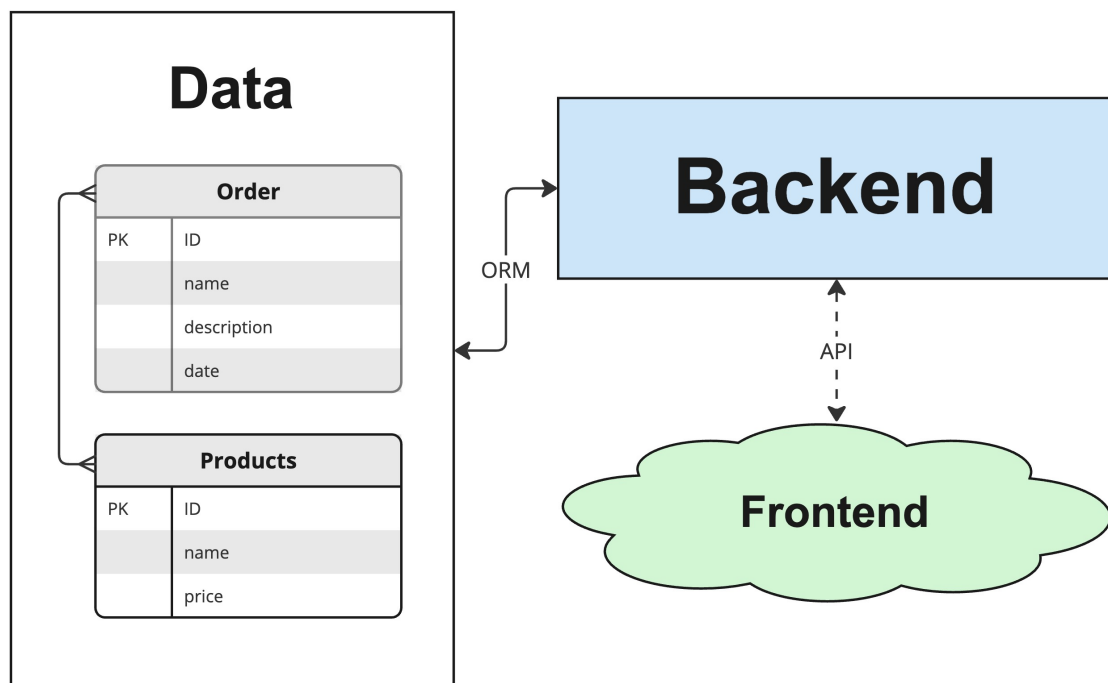 Data
Order
PK ID
name
description
date
Products
PK ID
name
price
ORM
Backend
API
Frontend